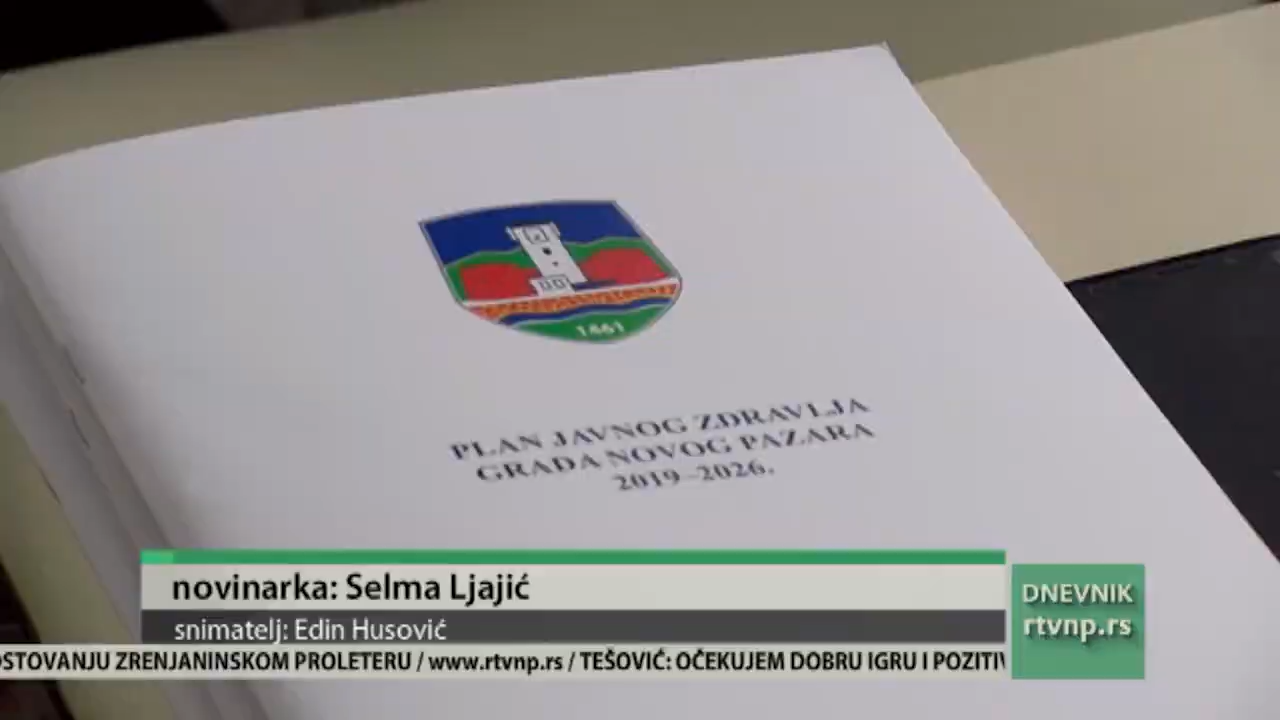 1461
PLAN JAVNOG ZDRAVLJA
GRADA NOVOG PAZARA
2019–2026.
novinarka: Selma Ljajić
snimatelj: Edin Husović
DNEVNIK
rtvnp.rs
OSTOVANJU ZRENJANINSKOM PROLETERU / www.rtvnp.rs / TEŠOVIĆ: OČEKUJEM DOBRU IGRU I POZITIV